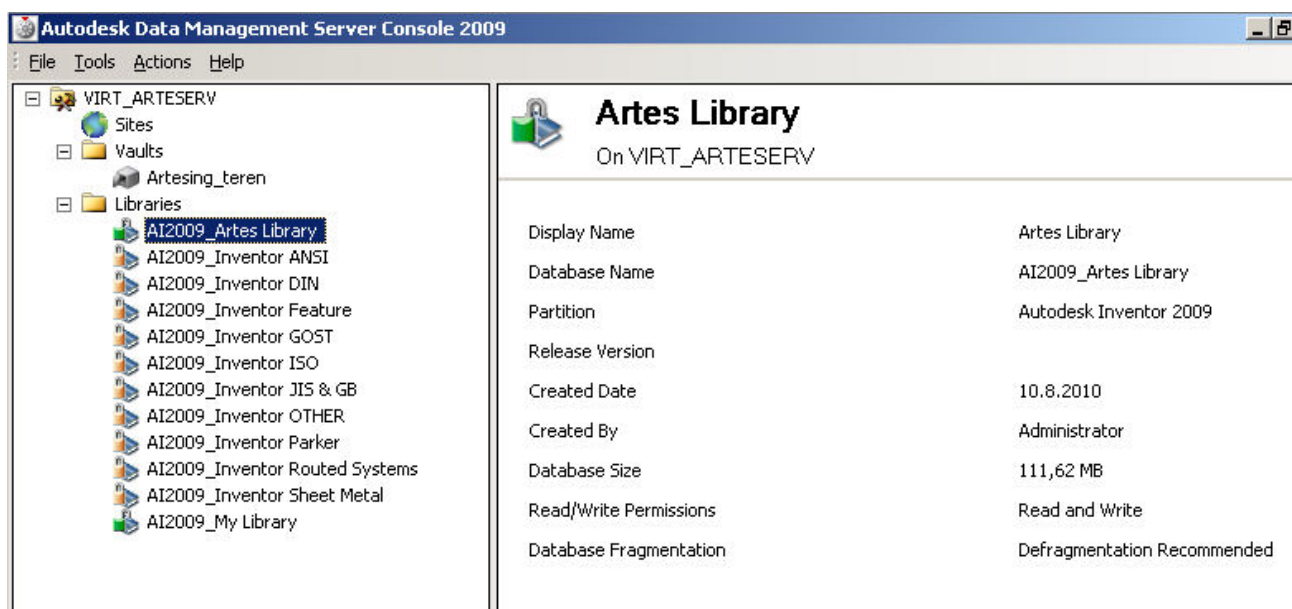 Autodesk Data Management Server Console 2009
File Tools Actions Help
VIRT_ARTESERV
Sites
Vaults
Artesing_teren
Libraries
AI2009_Artes Library
AI2009_Inventor ANSI
AI2009_Inventor DIN
AI2009_Inventor Feature
AI2009_Inventor GOST
AI2009_Inventor ISO
AI2009_Inventor JIS & GB
AI2009_Inventor OTHER
AI2009_Inventor Parker
AI2009_Inventor Routed Systems
AI2009_Inventor Sheet Metal
AI2009_My Library
Artes Library
On VIRT_ARTESERV
Display Name Artes Library
Database Name AI2009_Artes Library
Partition Autodesk Inventor 2009
Release Version
Created Date 10.8.2010
Created By Administrator
Database Size 111,62 MB
Read/Write Permissions Read and Write
Database Fragmentation Defragmentation Recommended